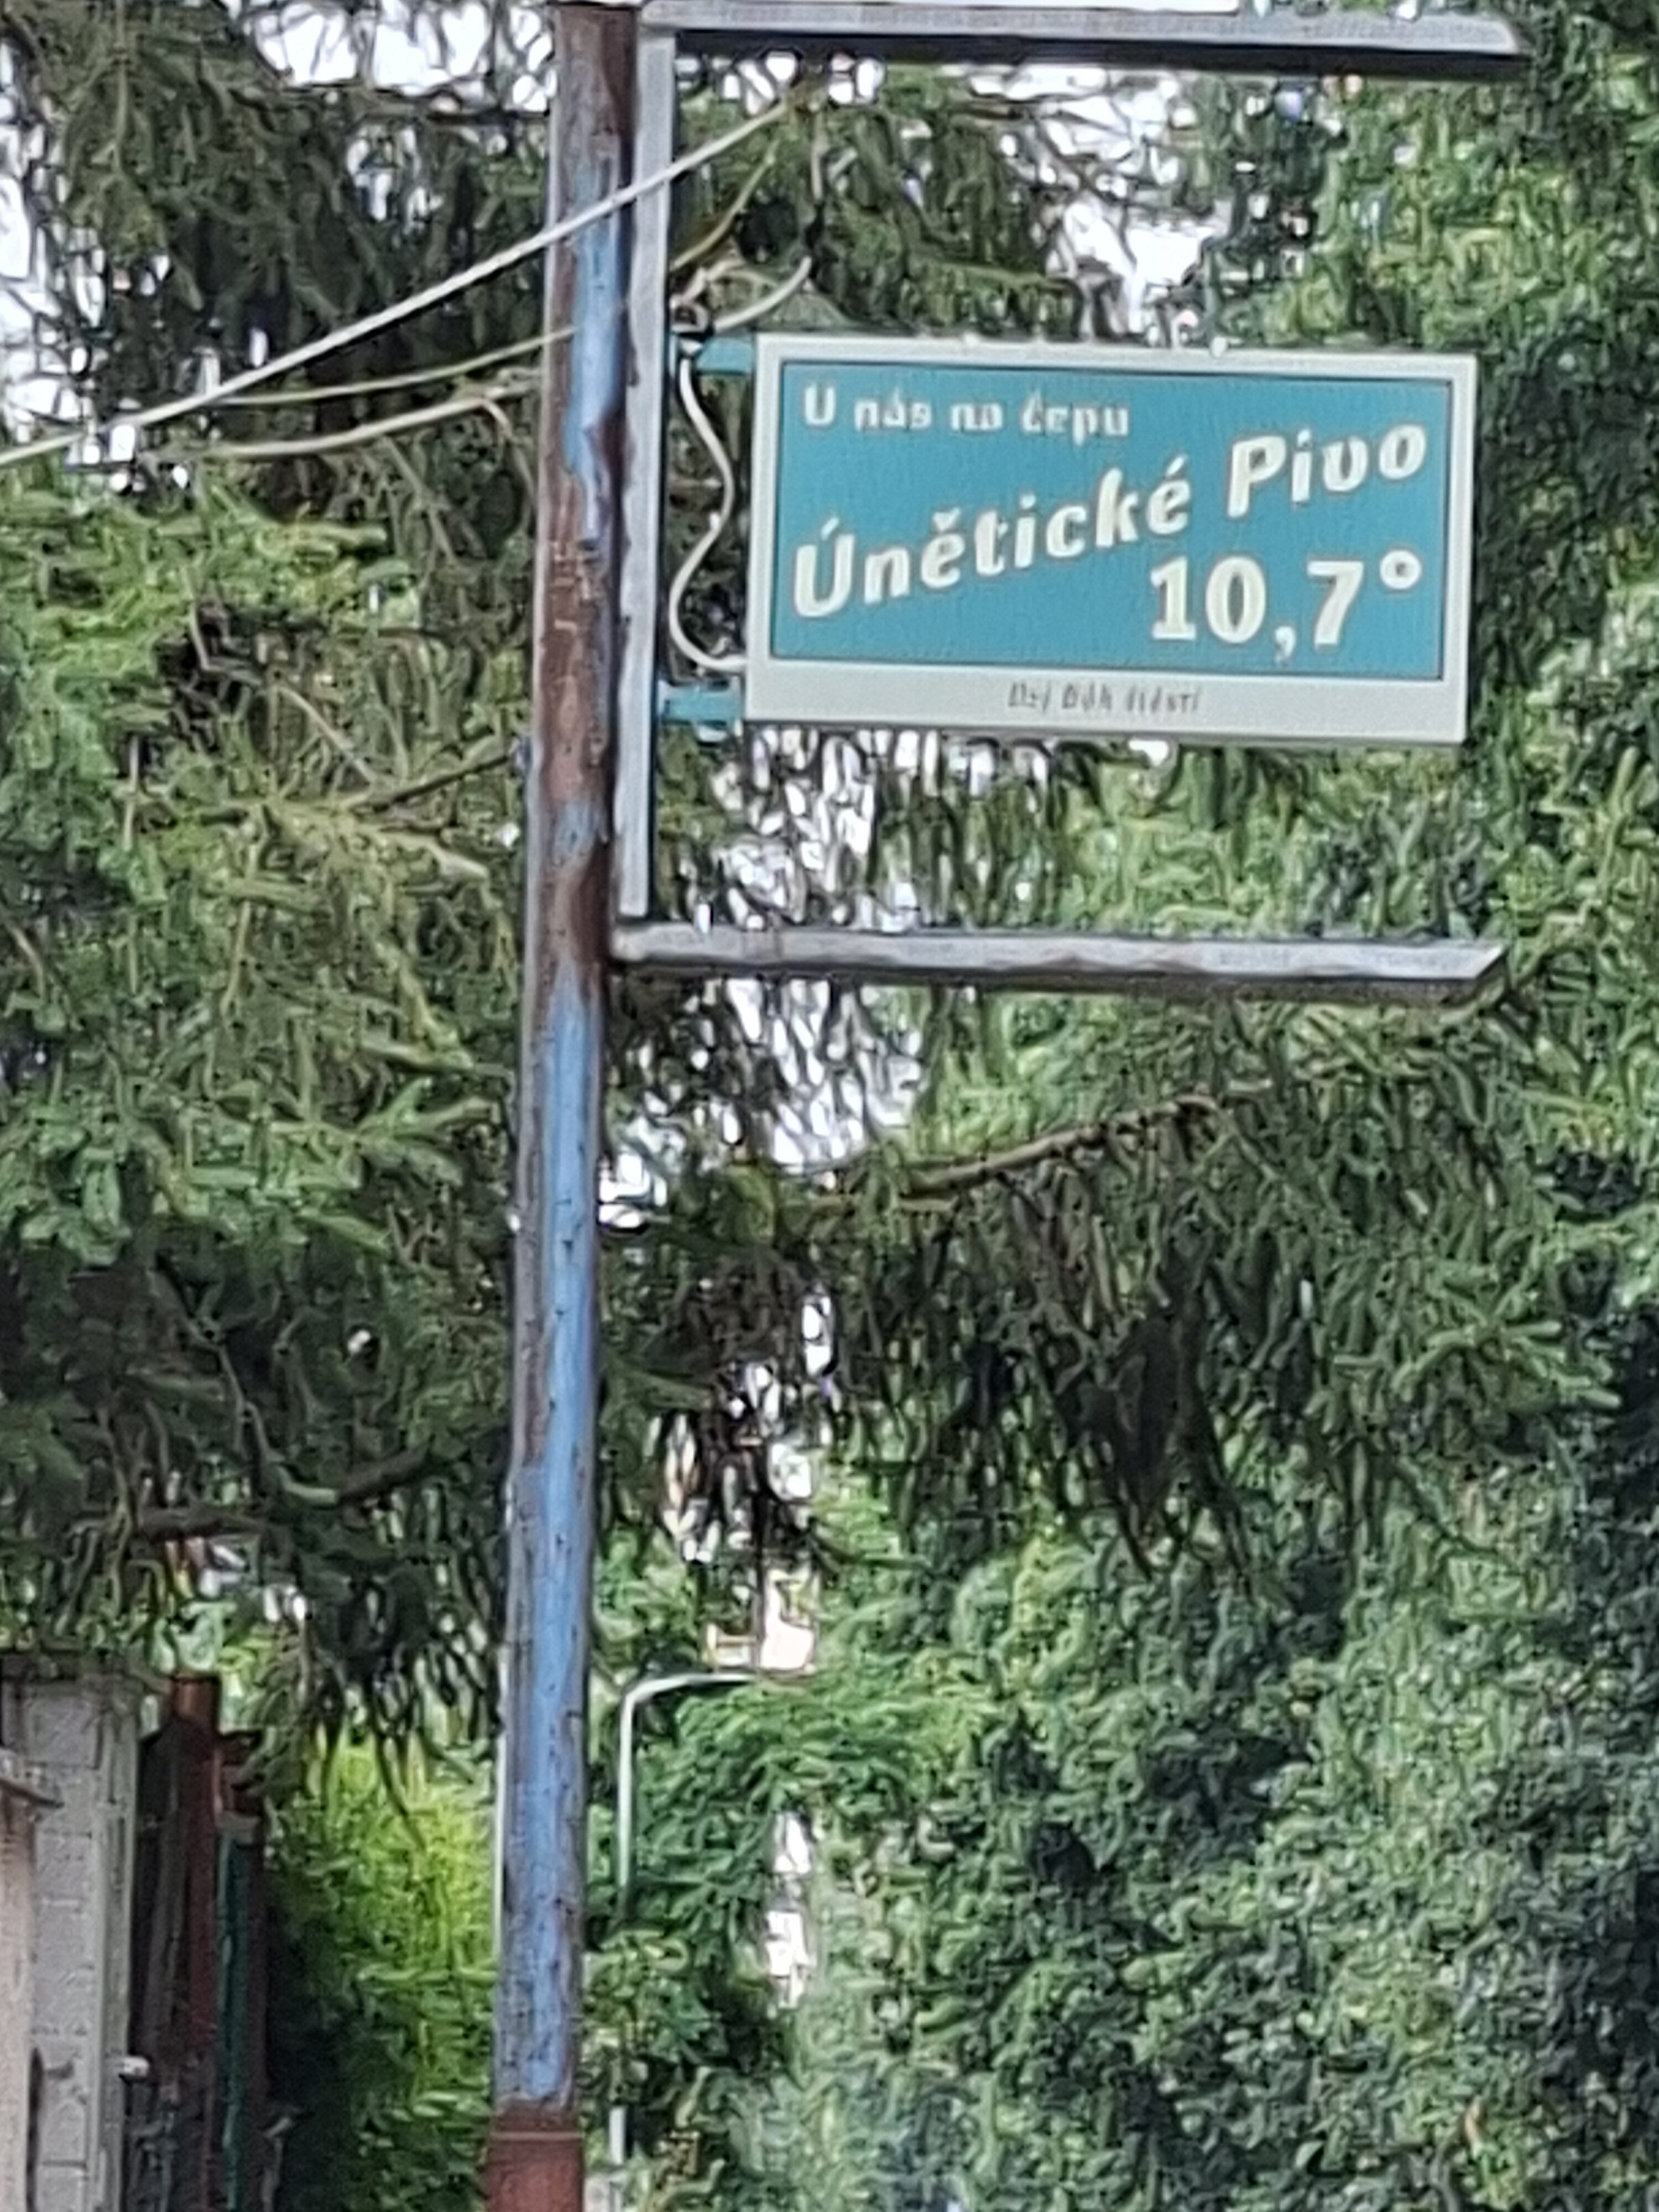 U nás na čepu
Únětické Pivo
10,7°
Dej Bůh štěstí